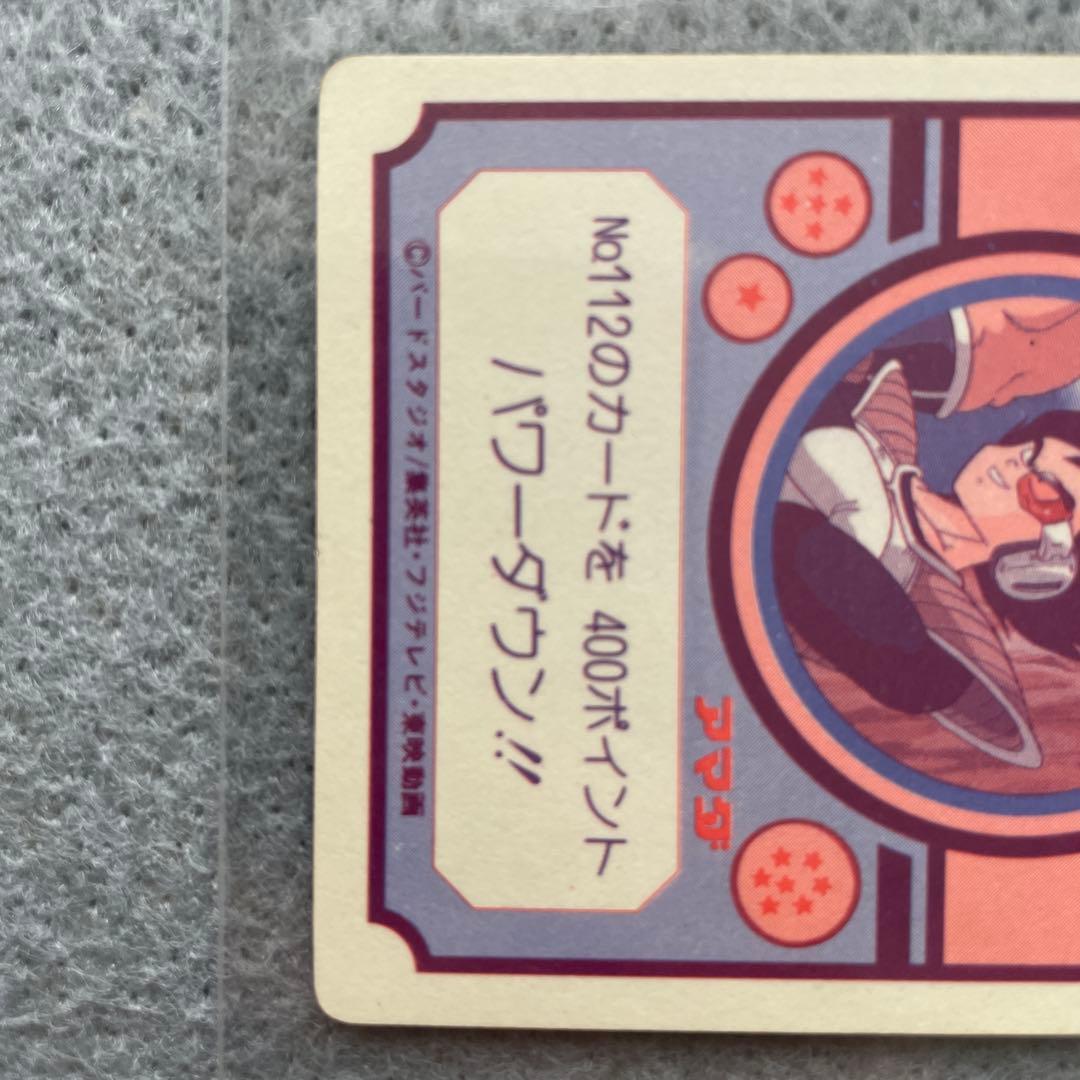 アマダ
No.112のカードを 400ポイント
パワーダウン!!
©バードスタジオ/集英社・フジテレビ・東映動画